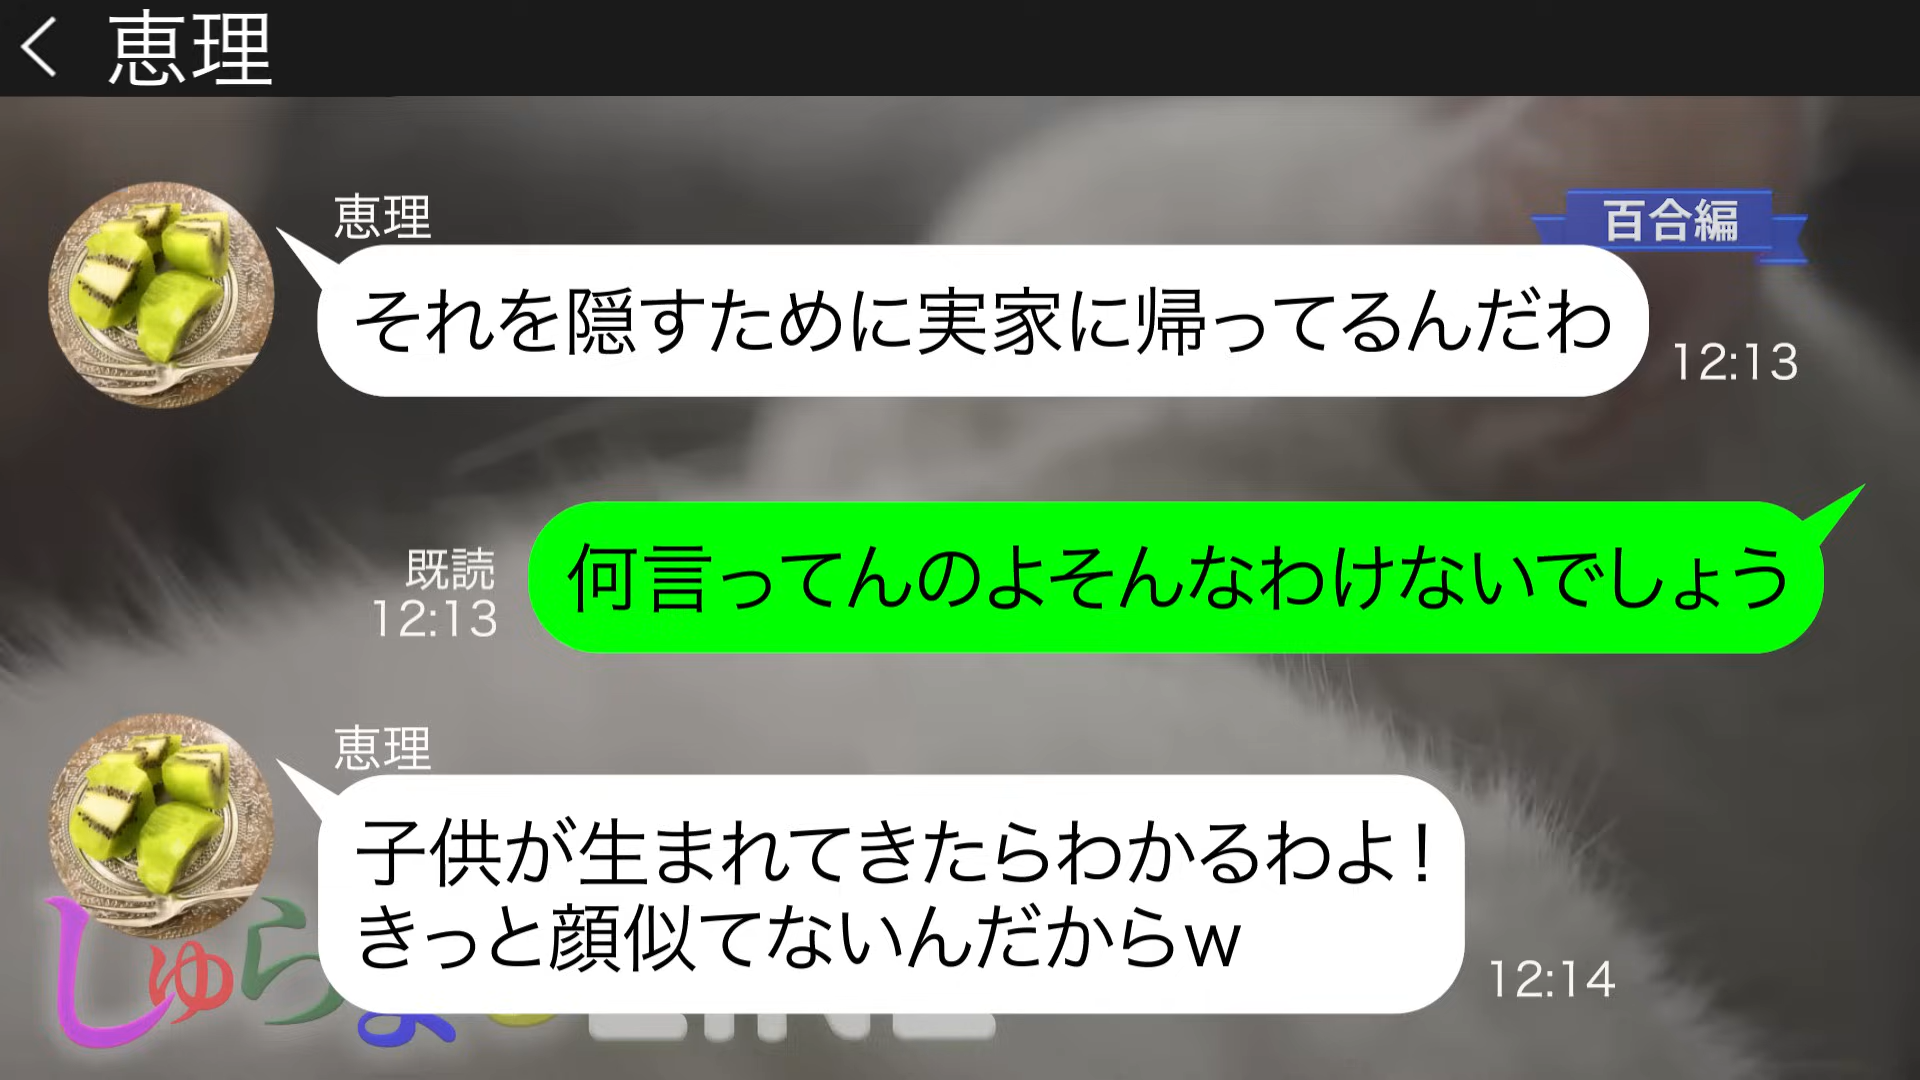 恵理
恵理
百合編
それを隠すために実家に帰ってるんだわ
12:13
何言ってんのよそんなわけないでしょう
既読
12:13
恵理
子供が生まれてきたらわかるわよ！
きっと顔似てないんだからw
12:14
しゅら